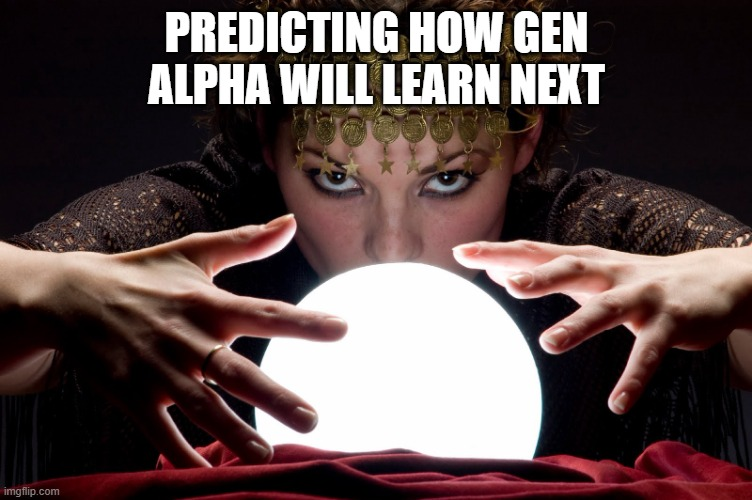 PREDICTING HOW GEN
ALPHA WILL LEARN NEXT
imgflip.com